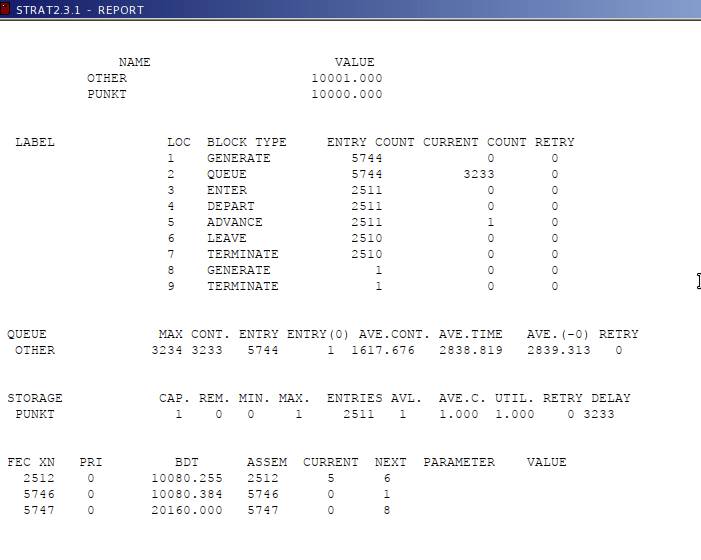 STRAT2.3.1 - REPORT
NAME VALUE
OTHER 10001.000
PUNKT 10000.000
LABEL LOC BLOCK TYPE ENTRY COUNT CURRENT COUNT RETRY
1 GENERATE 5744 0 0
2 QUEUE 5744 3233 0
3 ENTER 2511 0 0
4 DEPART 2511 0 0
5 ADVANCE 2511 1 0
6 LEAVE 2510 0 0
7 TERMINATE 2510 0 0
8 GENERATE 1 0 0
9 TERMINATE 1 0 0
QUEUE MAX CONT. ENTRY ENTRY(0) AVE.CONT. AVE.TIME AVE.(-0) RETRY
OTHER 3234 3233 5744 1 1617.676 2838.819 2839.313 0
STORAGE CAP. REM. MIN. MAX. ENTRIES AVL. AVE.C. UTIL. RETRY DELAY
PUNKT 1 0 0 1 2511 1 1.000 1.000 0 3233
FEC XN PRI BDT ASSEM CURRENT NEXT PARAMETER VALUE
2512 0 10080.255 2512 5 6
5746 0 10080.384 5746 0 1
5747 0 20160.000 5747 0 8